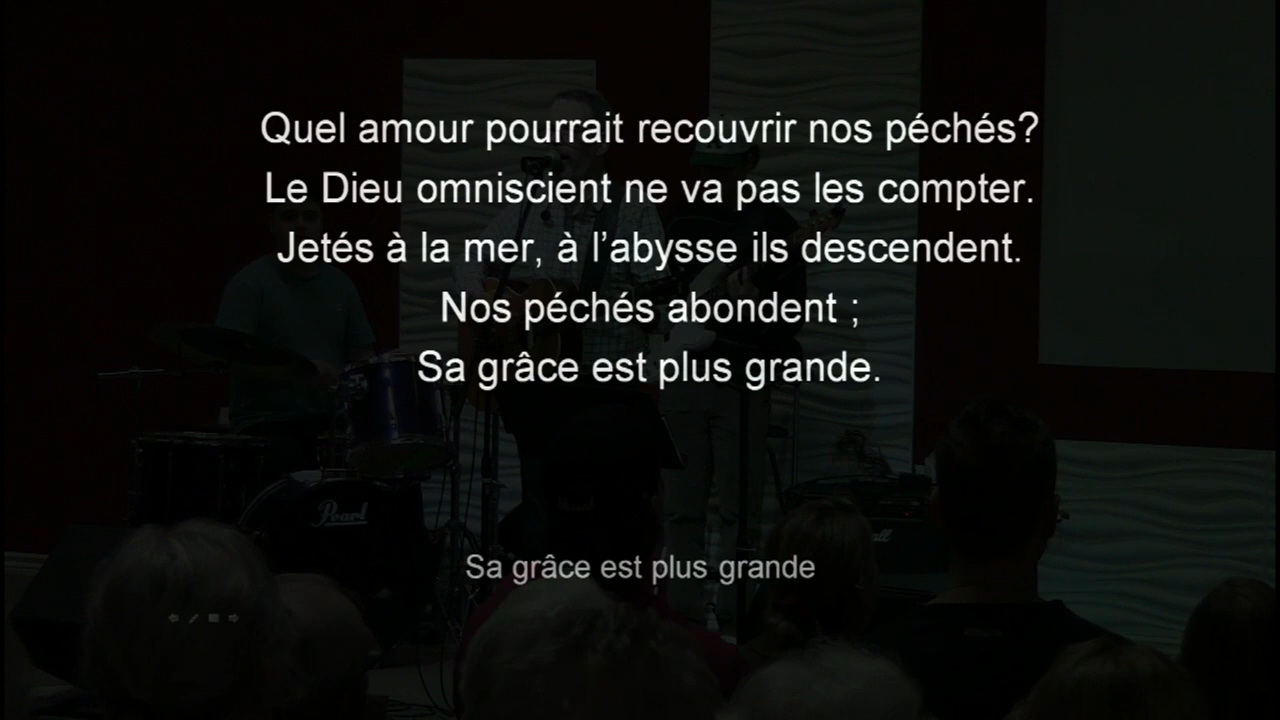 Quel amour pourrait recouvrir nos péchés?
Le Dieu omniscient ne va pas les compter.
Jetés à la mer, à l’abysse ils descendent.
Nos péchés abondent ;
Sa grâce est plus grande.
Pearl
Sa grâce est plus grande